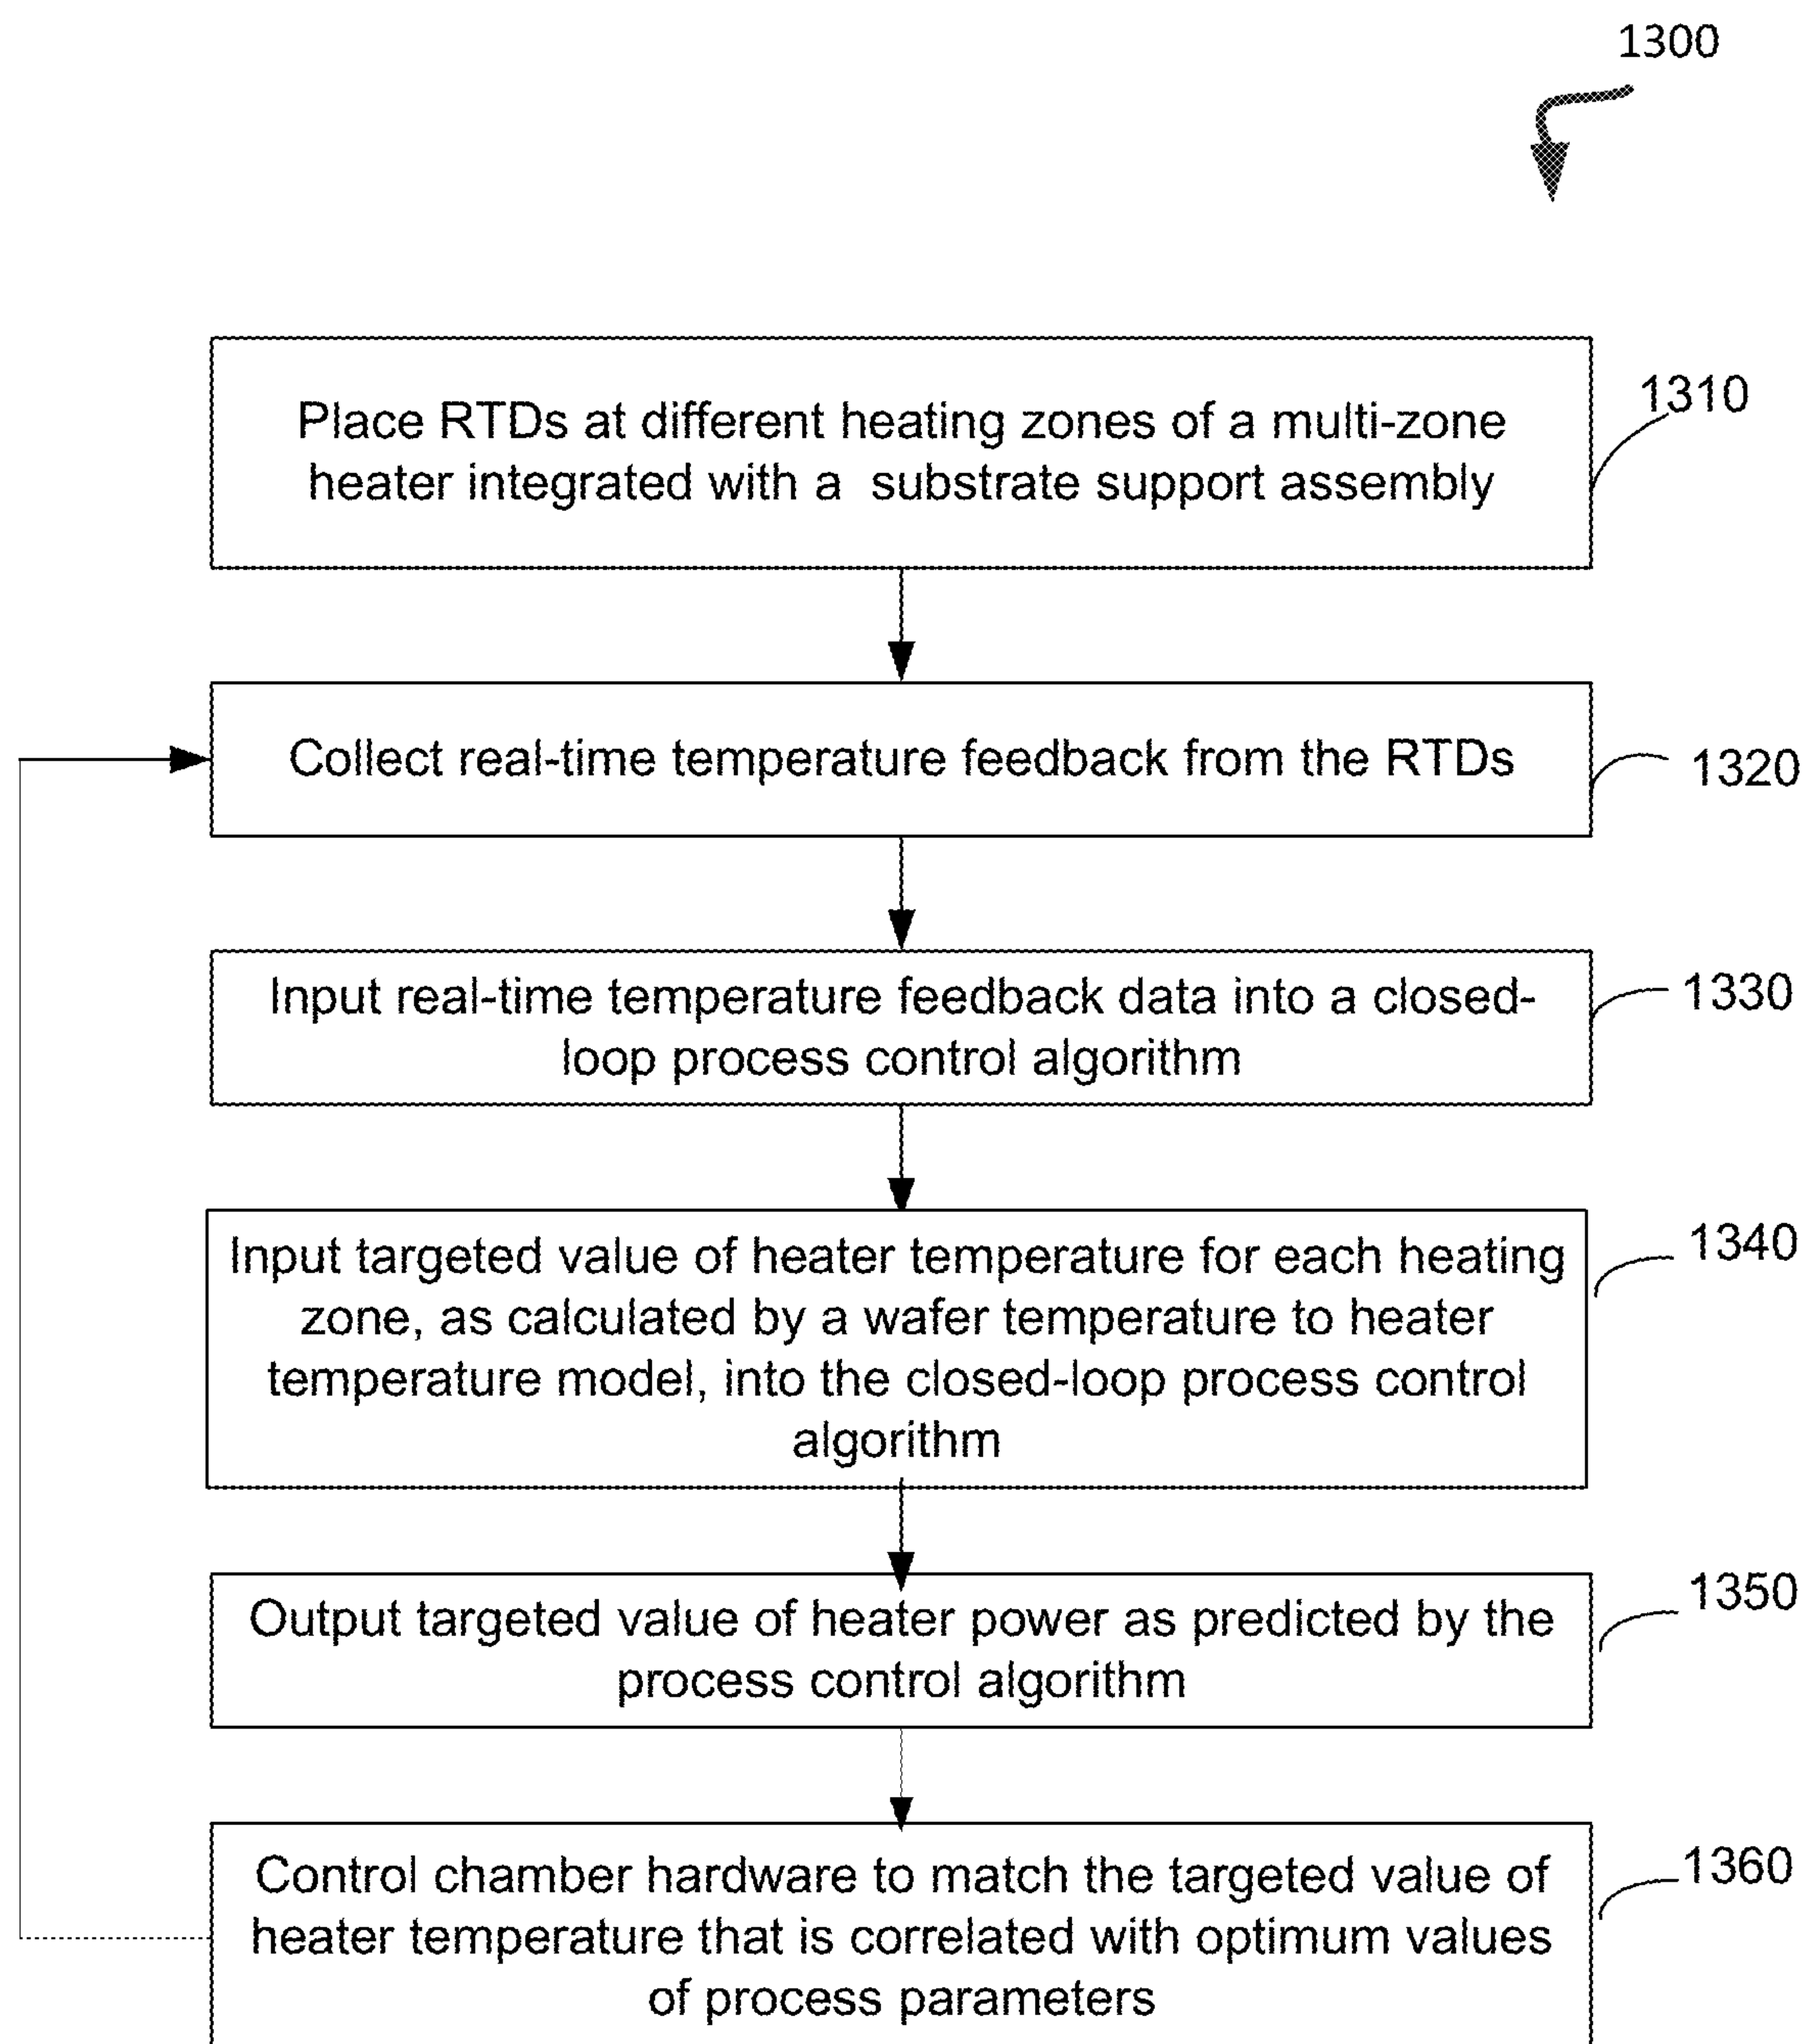 1300
Place RTDs at different heating zones of a multi-zone
heater integrated with a substrate support assembly
1310
Collect real-time temperature feedback from the RTDs
1320
Input real-time temperature feedback data into a closed-
loop process control algorithm
1330
Input targeted value of heater temperature for each heating
zone, as calculated by a wafer temperature to heater
temperature model, into the closed-loop process control
algorithm
1340
Output targeted value of heater power as predicted by the
process control algorithm
1350
Control chamber hardware to match the targeted value of
heater temperature that is correlated with optimum values
of process parameters
1360